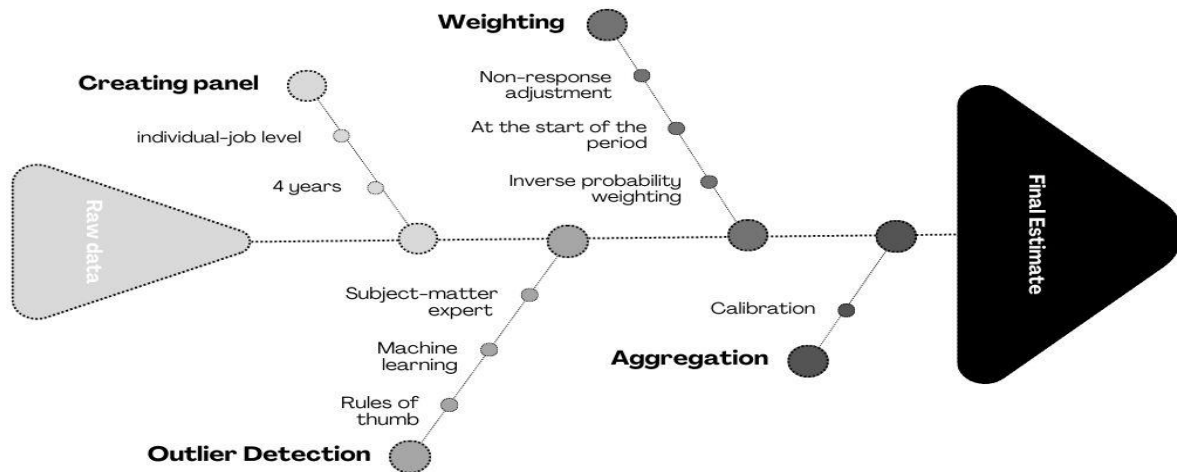 Weighting
Non-response
adjustment
At the start of the
period
Inverse probability
weighting
Creating panel
individual-job level
4 years
Raw data
Final Estimate
Subject-matter
expert
Machine
learning
Rules of
thumb
Outlier Detection
Calibration
Aggregation